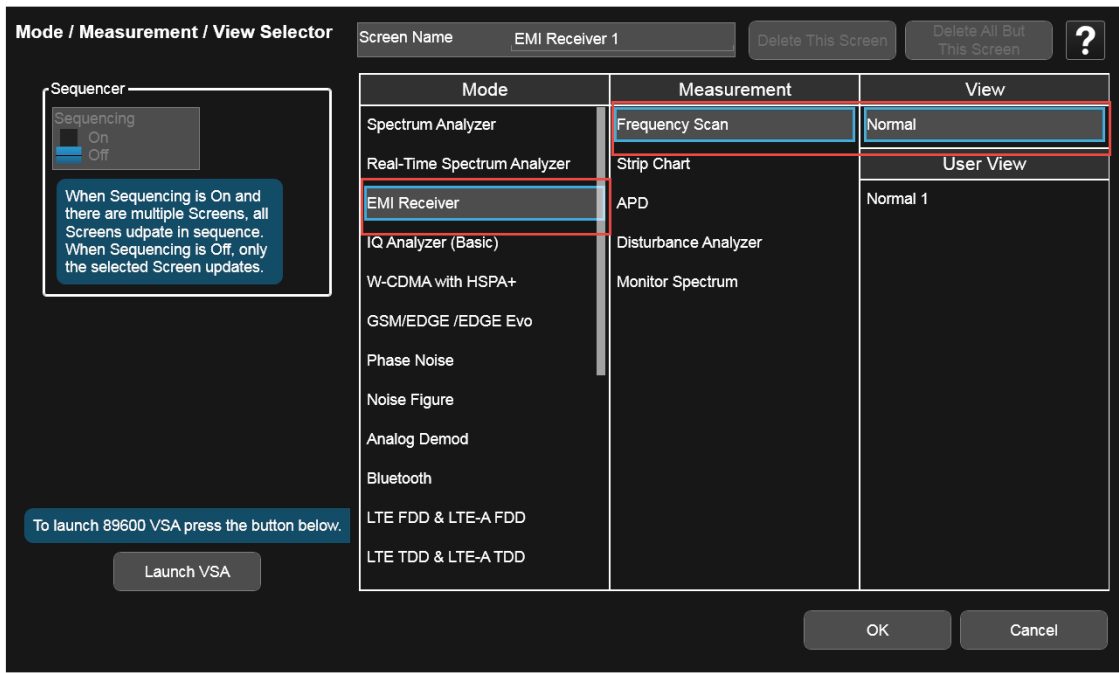 Mode / Measurement / View Selector
Screen Name
EMI Receiver 1
Delete This Screen
Delete All But
This Screen
?
Sequencer
Sequencing
On
Off
When Sequencing is On and
there are multiple Screens, all
Screens udpate in sequence.
When Sequencing is Off, only
the selected Screen updates.
To launch 89600 VSA press the button below.
Launch VSA
Mode
Spectrum Analyzer
Real-Time Spectrum Analyzer
EMI Receiver
IQ Analyzer (Basic)
W-CDMA with HSPA+
GSM/EDGE /EDGE Evo
Phase Noise
Noise Figure
Analog Demod
Bluetooth
LTE FDD & LTE-A FDD
LTE TDD & LTE-A TDD
Measurement
Frequency Scan
Strip Chart
APD
Disturbance Analyzer
Monitor Spectrum
View
Normal
User View
Normal 1
OK
Cancel